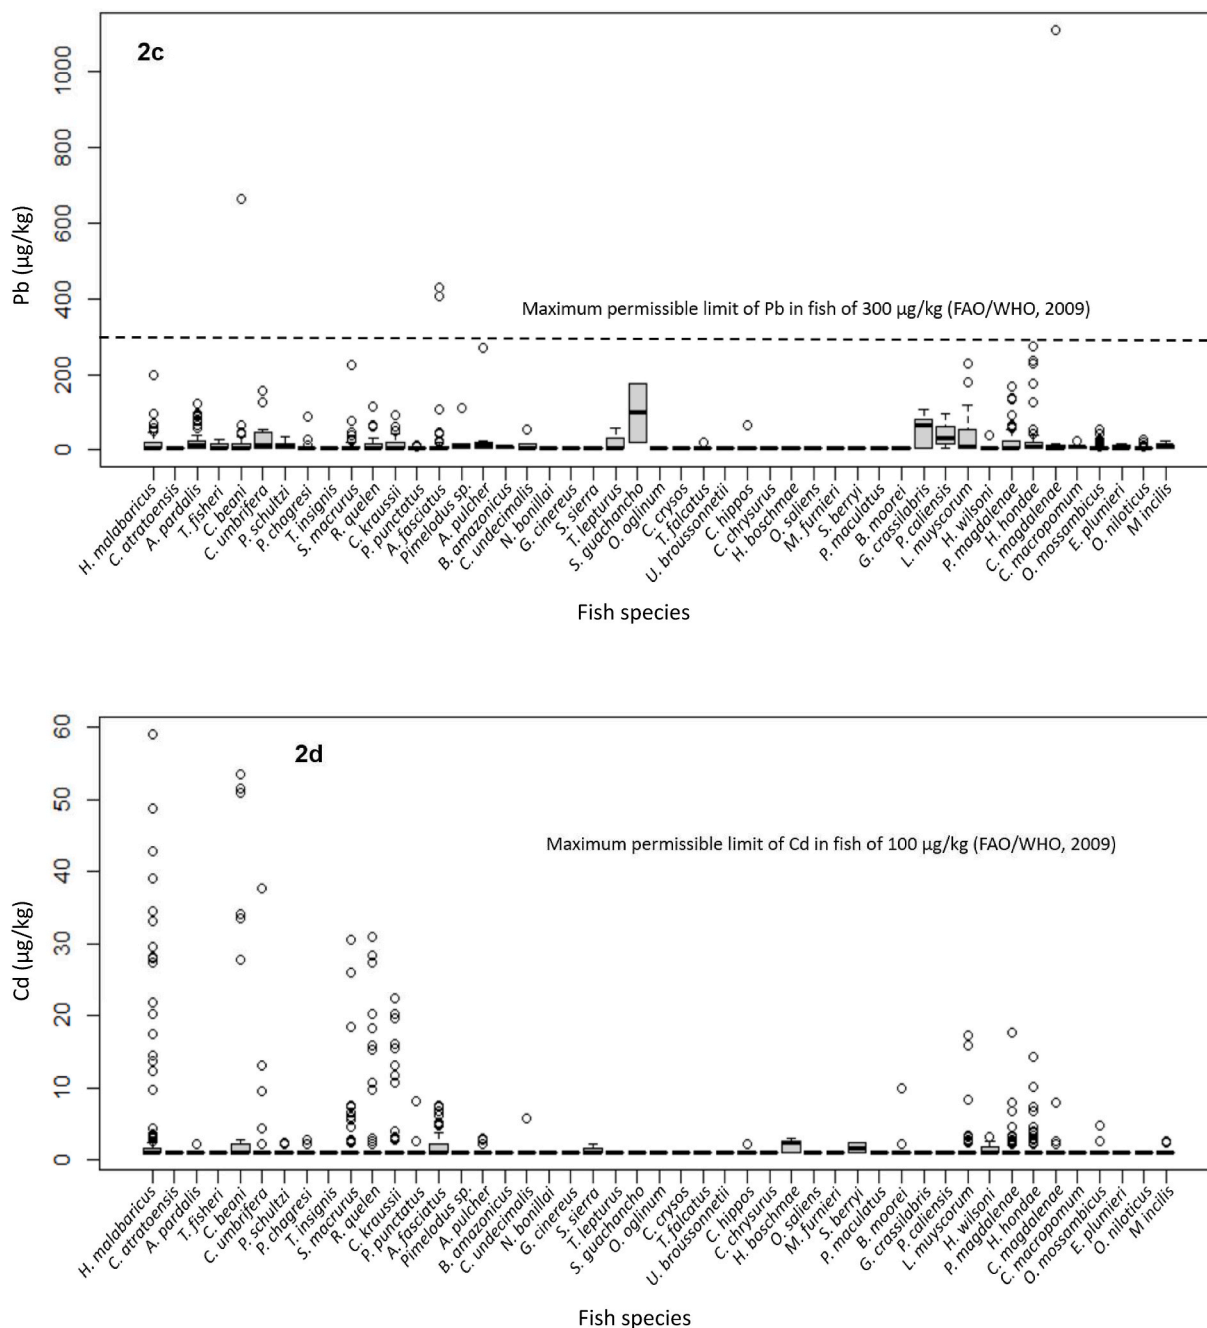 2c
1000
800
600
400
200
0
Pb (µg/kg)
Maximum permissible limit of Pb in fish of 300 µg/kg (FAO/WHO, 2009)
H. malabaricus
C. atratoensis
A. pardalis
T. fisheri
C. beani
C. umbrifera
P. schultzi
P. chagresi
T. insignis
S. macrurus
R. quelen
C. kraussii
P. punctatus
A. fasciatus
Pimelodus sp.
A. pulcher
B. amazonicus
C. undecimalis
N. bonillai
G. cinereus
S. sierra
T. lepturus
S. guachancho
O. oglinum
C. crysos
T. falcatus
U. broussonnetii
C. hippos
C. chrysurus
H. boschmae
O. saliens
M. furnieri
S. berryi
P. maculatus
B. moorei
G. crassilabris
P. caliensis
L. muyscorum
H. wilsoni
P. magdalenae
H. hondae
C. magdalenae
C. macropomum
O. mossambicus
E. plumieri
O. niloticus
M incilis
Fish species
2d
60
50
40
30
20
10
0
Cd (µg/kg)
Maximum permissible limit of Cd in fish of 100 µg/kg (FAO/WHO, 2009)
H. malabaricus
C. atratoensis
A. pardalis
T. fisheri
C. beani
C. umbrifera
P. schultzi
P. chagresi
T. insignis
S. macrurus
R. quelen
C. kraussii
P. punctatus
A. fasciatus
Pimelodus sp.
A. pulcher
B. amazonicus
C. undecimalis
N. bonillai
G. cinereus
S. sierra
T. lepturus
S. guachancho
O. oglinum
C. crysos
T. falcatus
U. broussonnetii
C. hippos
C. chrysurus
H. boschmae
O. saliens
M. furnieri
S. berryi
P. maculatus
B. moorei
G. crassilabris
P. caliensis
L. muyscorum
H. wilsoni
P. magdalenae
H. hondae
C. magdalenae
C. macropomum
O. mossambicus
E. plumieri
O. niloticus
M incilis
Fish species